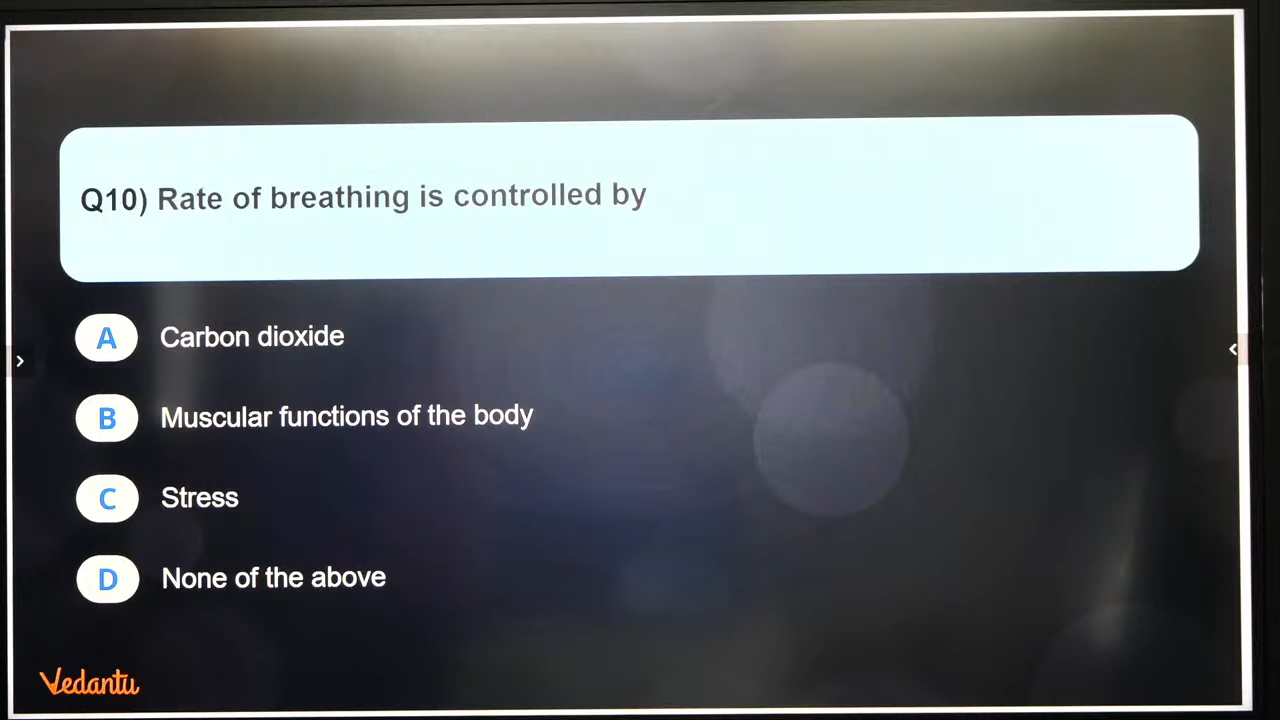 Q10) Rate of breathing is controlled by
A Carbon dioxide
B Muscular functions of the body
C Stress
D None of the above
Vedantu